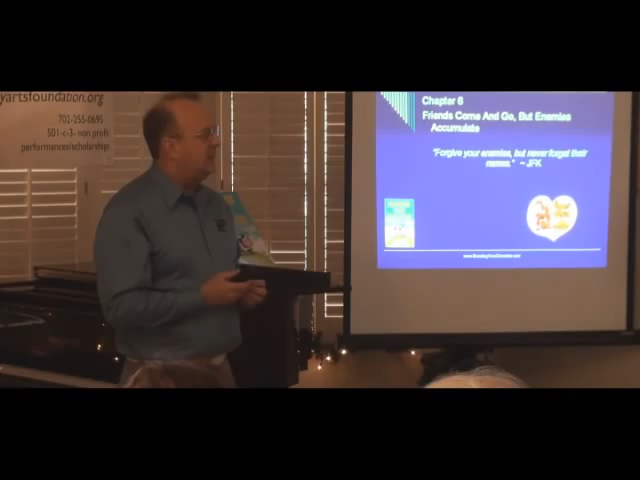 yartsfoundation.org
702-255-0695
501-c-3- non profit
performances/scholarship
Chapter 6
Friends Come And Go, But Enemies
Accumulate
"Forgive your enemies, but never forget their
names." ~ JFK